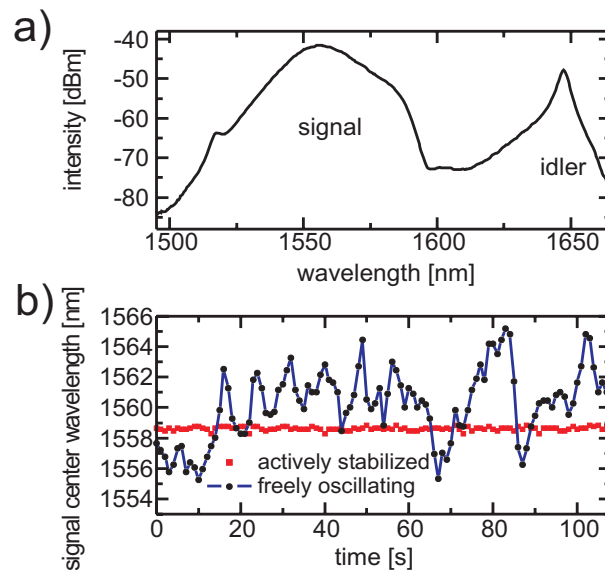 a)
intensity [dBm]
-40
-50
-60
-70
-80
signal
idler
1500
1550
1600
1650
wavelength [nm]
b)
signal center wavelength [nm]
1566
1564
1562
1560
1558
1556
1554
actively stabilized
freely oscillating
0
20
40
60
80
100
time [s]